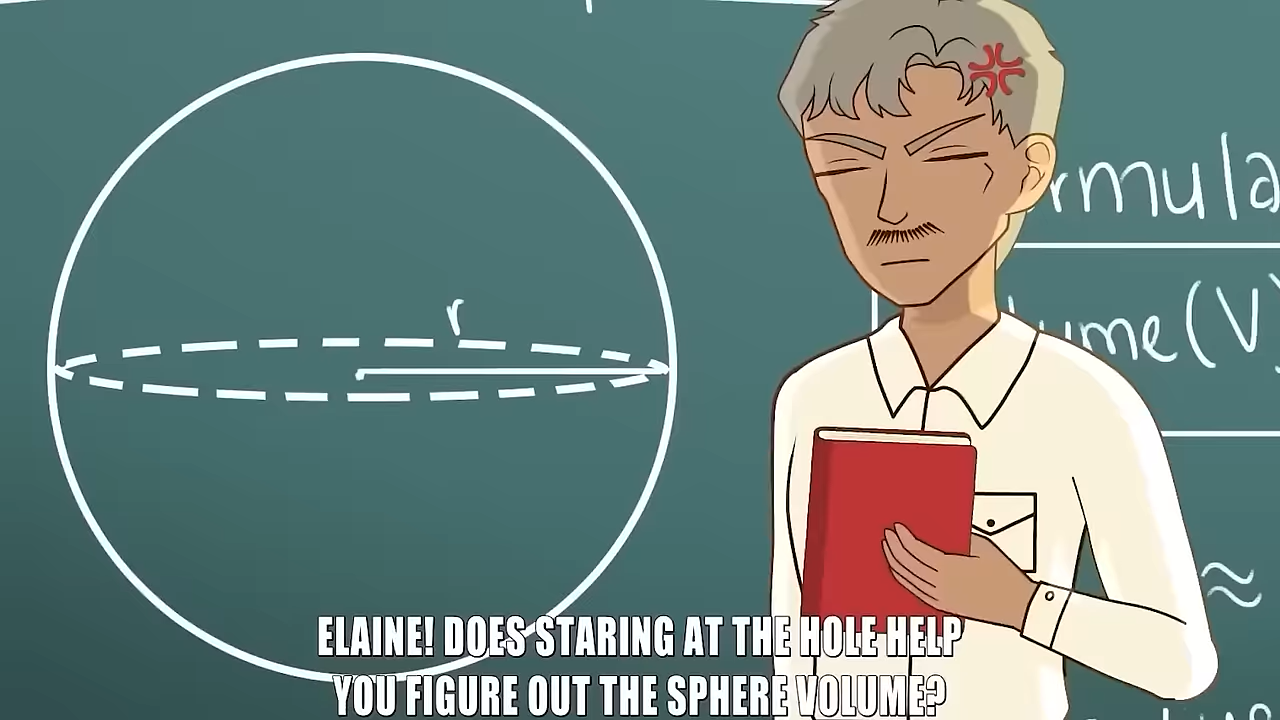 r
rmula
ume (V)
≈
ELAINE! DOES STARING AT THE HOLE HELP
YOU FIGURE OUT THE SPHERE VOLUME?